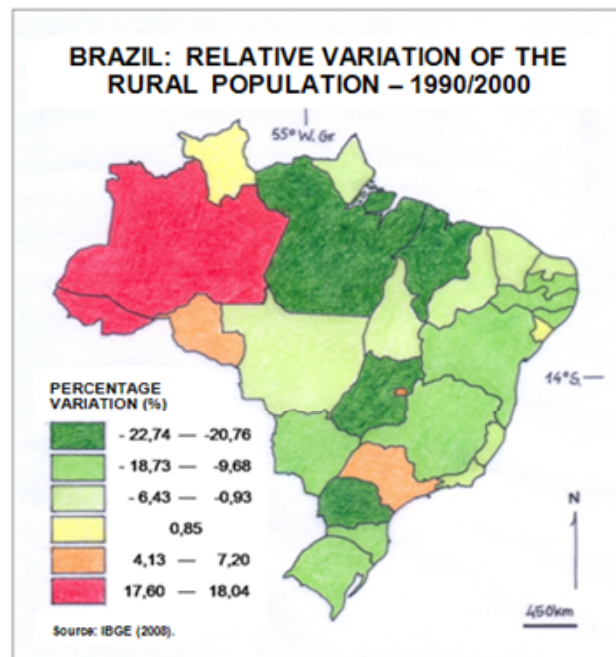 BRAZIL: RELATIVE VARIATION OF THE
RURAL POPULATION – 1990/2000
55° W. Gr.
14° S.
PERCENTAGE
VARIATION (%)
- 22,74 — -20,76
- 18,73 — -9,68
- 6,43 — -0,93
0,85
4,13 — 7,20
17,60 — 18,04
N
450km
Source: IBGE (2008).